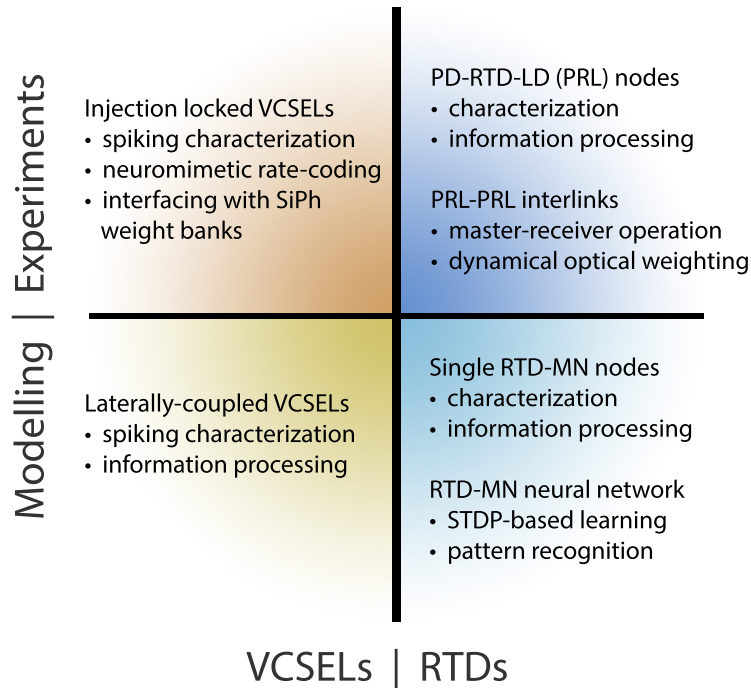 Experiments
Injection locked VCSELs
• spiking characterization
• neuromimetic rate-coding
• interfacing with SiPh
weight banks
PD-RTD-LD (PRL) nodes
• characterization
• information processing
PRL-PRL interlinks
• master-receiver operation
• dynamical optical weighting
Modelling |
Laterally-coupled VCSELs
• spiking characterization
• information processing
Single RTD-MN nodes
• characterization
• information processing
RTD-MN neural network
• STDP-based learning
• pattern recognition
VCSELs | RTDs